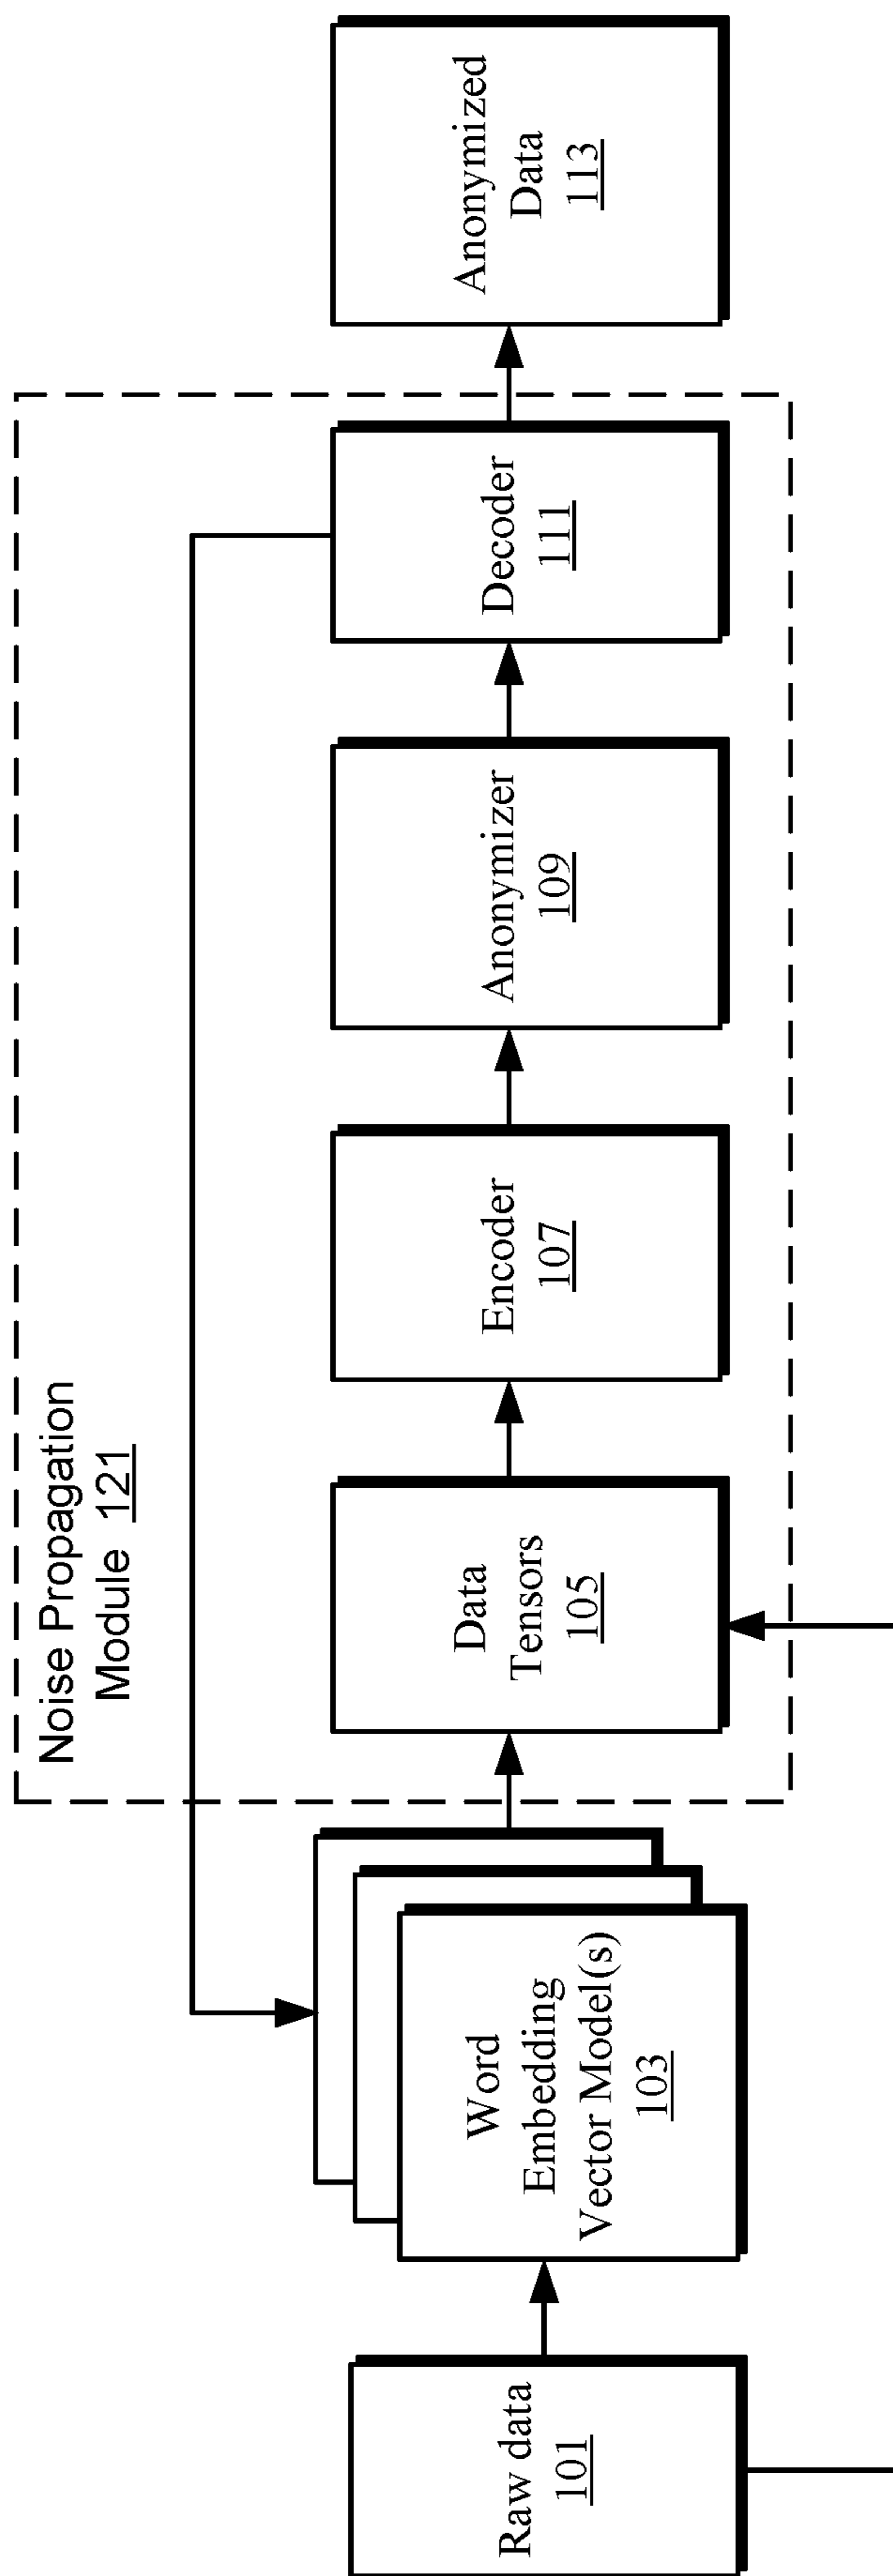 Noise Propagation
Module 121
Raw data
101
Word
Embedding
Vector Model(s)
103
Data
Tensors
105
Encoder
107
Anonymizer
109
Decoder
111
Anonymized
Data
113